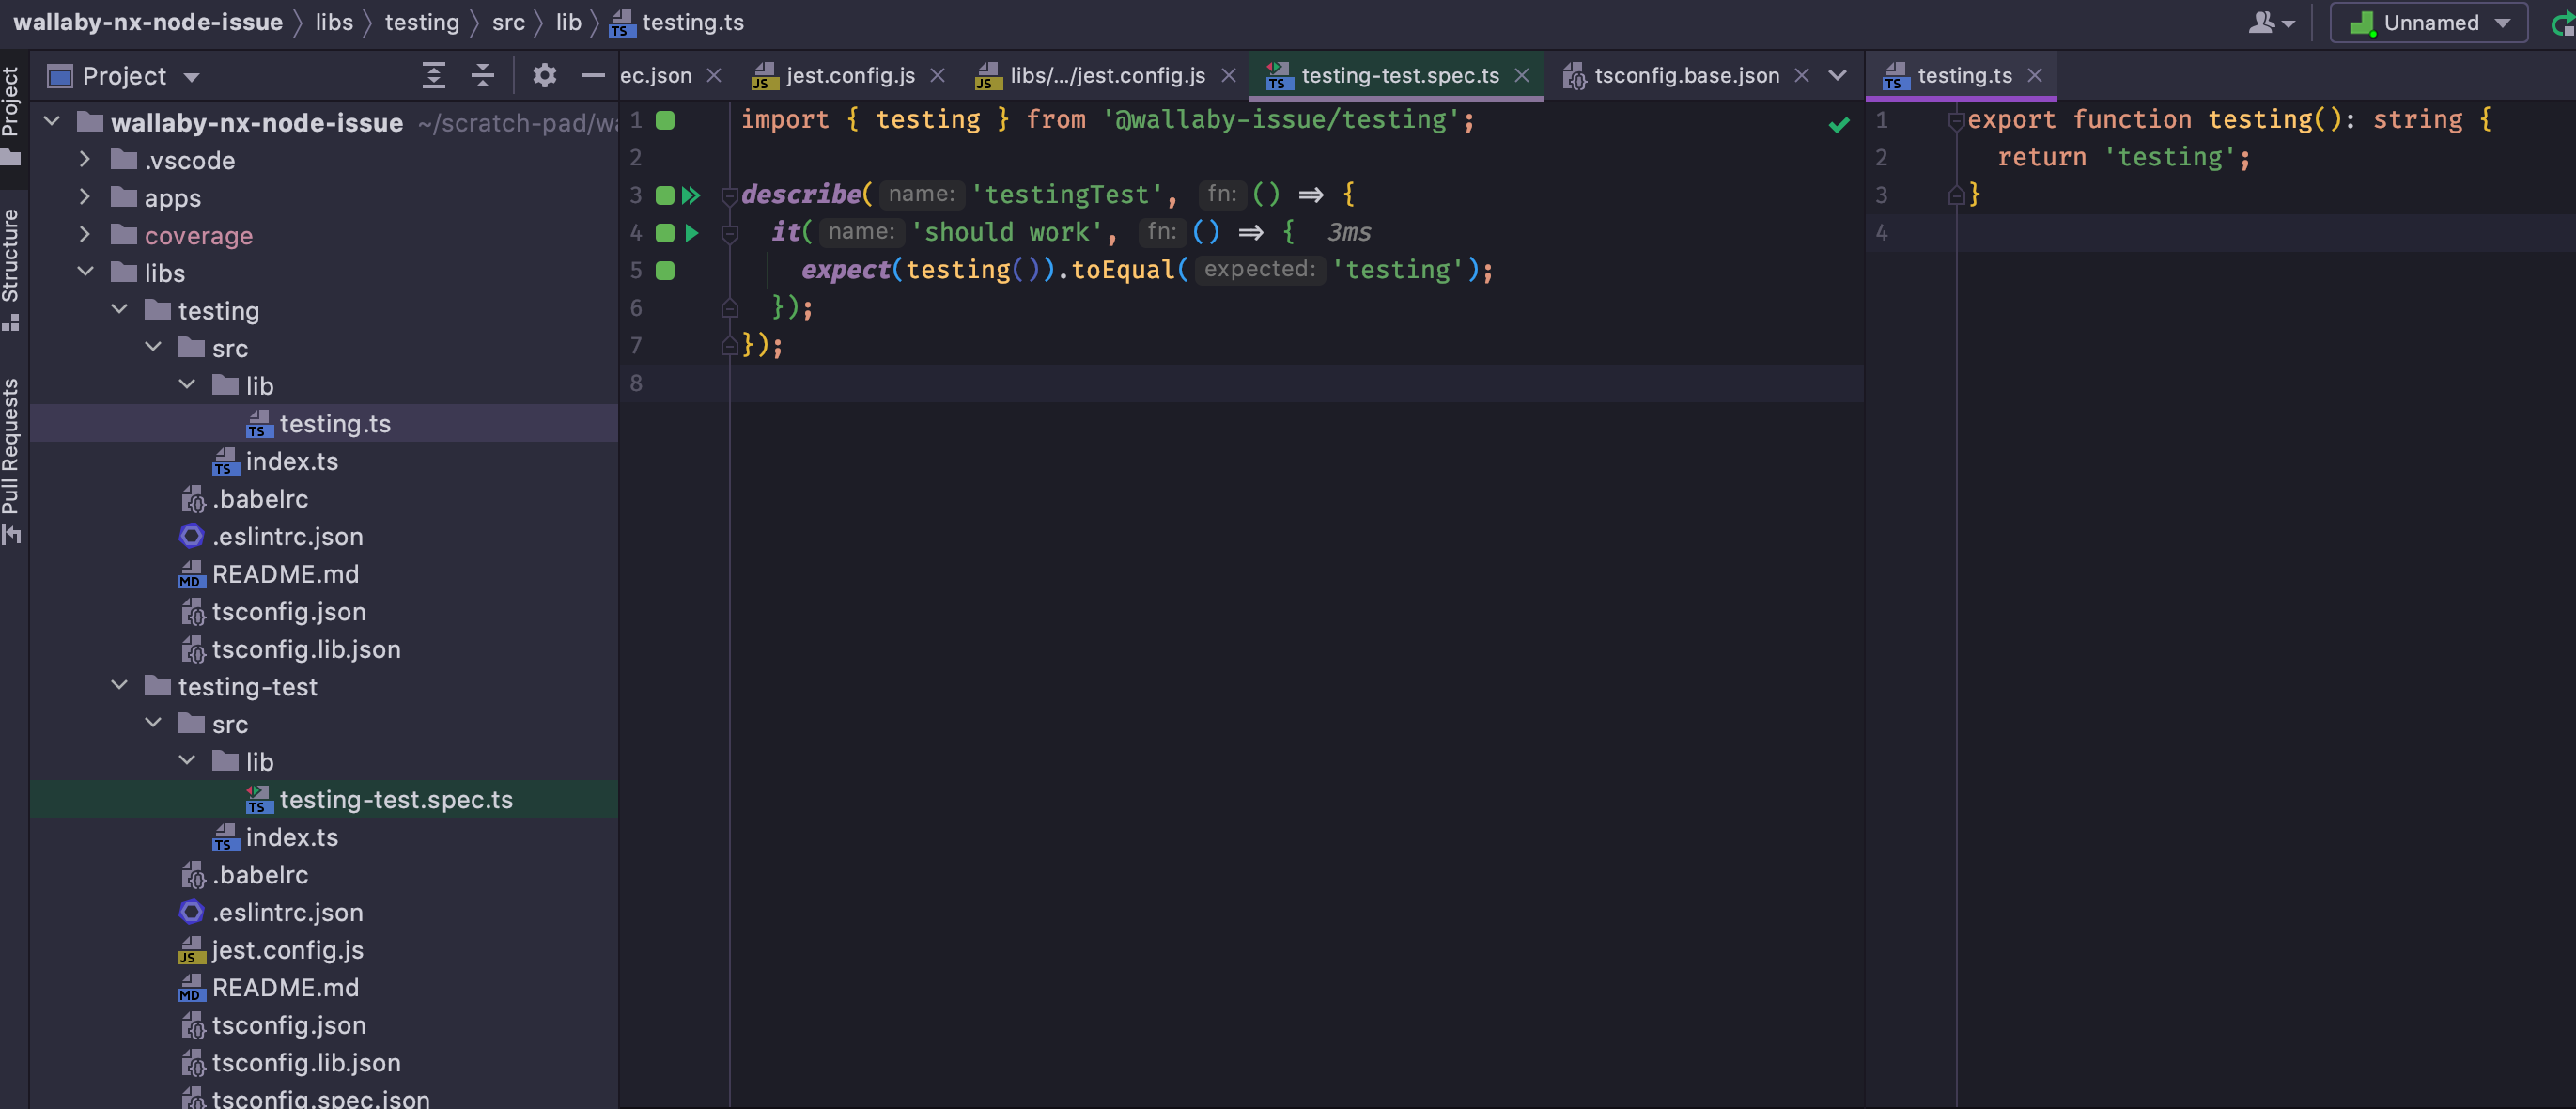 wallaby-nx-node-issue libs testing src lib testing.ts
Unnamed
Project
Structure
Pull Requests
Project
wallaby-nx-node-issue ~/scratch-pad/wa
.vscode
apps
coverage
libs
testing
src
lib
testing.ts
index.ts
.babelrc
.eslintrc.json
README.md
tsconfig.json
tsconfig.lib.json
testing-test
src
lib
testing-test.spec.ts
index.ts
.babelrc
.eslintrc.json
jest.config.js
README.md
tsconfig.json
tsconfig.lib.json
tsconfig.spec.json
ec.json jest.config.js libs/.../jest.config.js testing-test.spec.ts tsconfig.base.json
1 import { testing } from '@wallaby-issue/testing';
2
3 describe( name: 'testingTest', fn: () => {
4 it( name: 'should work', fn: () => { 3ms
5 expect(testing()).toEqual( expected: 'testing');
6 });
7 });
8
testing.ts
1 export function testing(): string {
2 return 'testing';
3 }
4